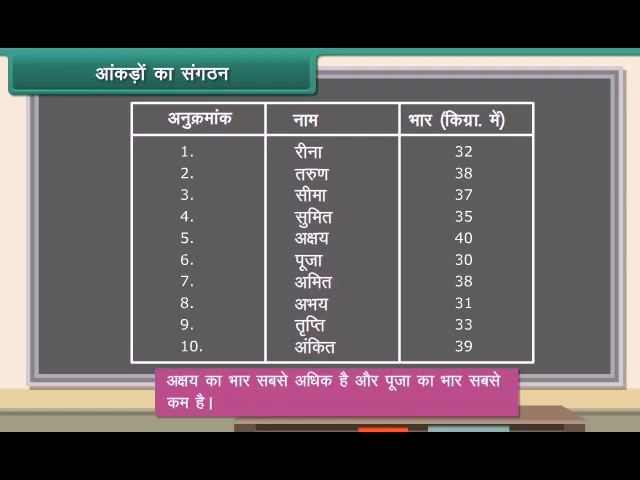 आंकड़ों का संगठन
अनुक्रमांक नाम भार (किग्रा. में)
1. रीना 32
2. तरुण 38
3. सीमा 37
4. सुमित 35
5. अक्षय 40
6. पूजा 30
7. अमित 38
8. अभय 31
9. तृप्ति 33
10. अंकित 39
अक्षय का भार सबसे अधिक है और पूजा का भार सबसे
कम है।